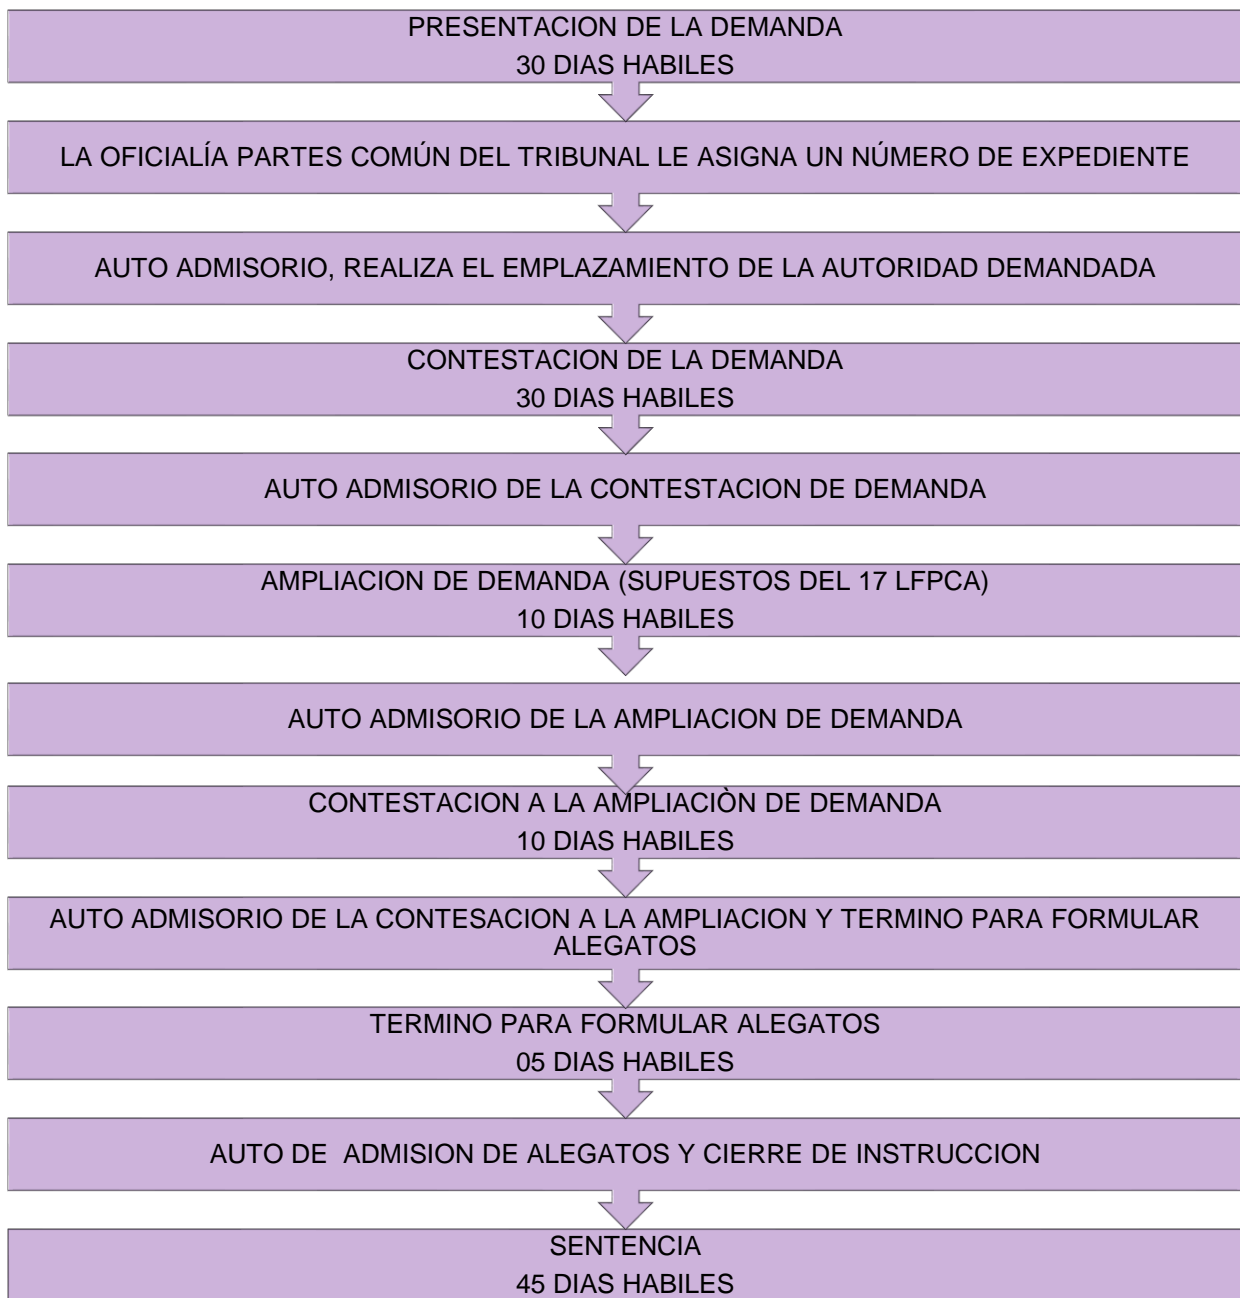 PRESENTACION DE LA DEMANDA
30 DIAS HABILES
LA OFICIALÍA PARTES COMÚN DEL TRIBUNAL LE ASIGNA UN NÚMERO DE EXPEDIENTE
AUTO ADMISORIO, REALIZA EL EMPLAZAMIENTO DE LA AUTORIDAD DEMANDADA
CONTESTACION DE LA DEMANDA
30 DIAS HABILES
AUTO ADMISORIO DE LA CONTESTACION DE DEMANDA
AMPLIACION DE DEMANDA (SUPUESTOS DEL 17 LFPCA)
10 DIAS HABILES
AUTO ADMISORIO DE LA AMPLIACION DE DEMANDA
CONTESTACION A LA AMPLIACIÒN DE DEMANDA
10 DIAS HABILES
AUTO ADMISORIO DE LA CONTESACION A LA AMPLIACION Y TERMINO PARA FORMULAR
ALEGATOS
TERMINO PARA FORMULAR ALEGATOS
05 DIAS HABILES
AUTO DE  ADMISION DE ALEGATOS Y CIERRE DE INSTRUCCION
SENTENCIA
45 DIAS HABILES